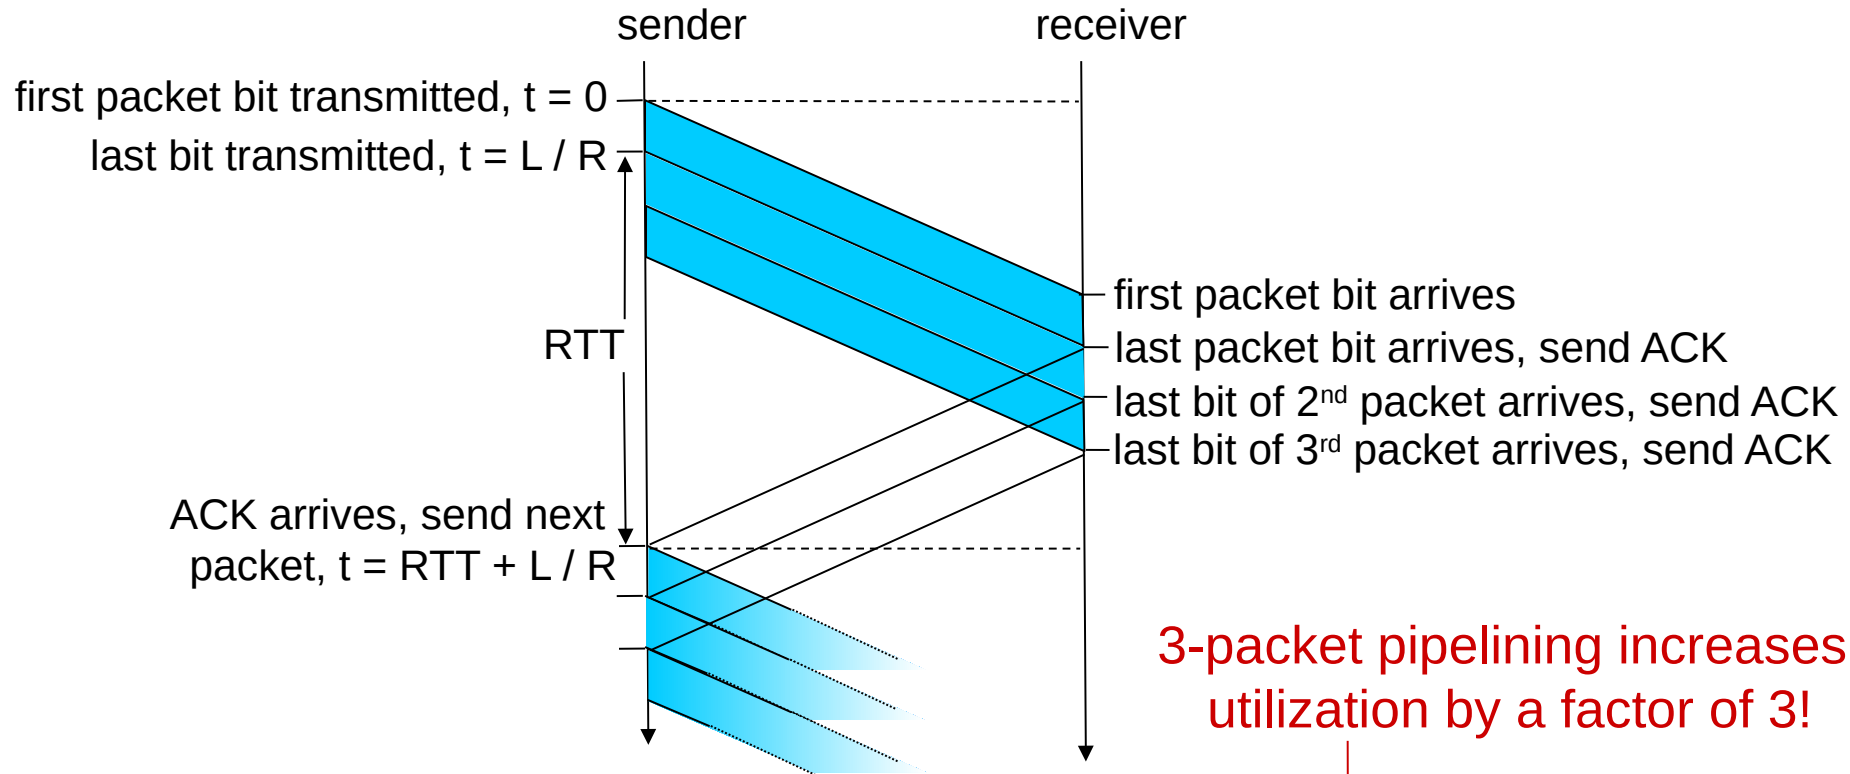 sender
receiver
first packet bit transmitted, t = 0
last bit transmitted, t = L / R
first packet bit arrives
RTT
last packet bit arrives, send ACK
last bit of 2nd packet arrives, send ACK
last bit of 3rd packet arrives, send ACK
ACK arrives, send next
packet, t = RTT + L / R
3-packet pipelining increases
utilization by a factor of 3!